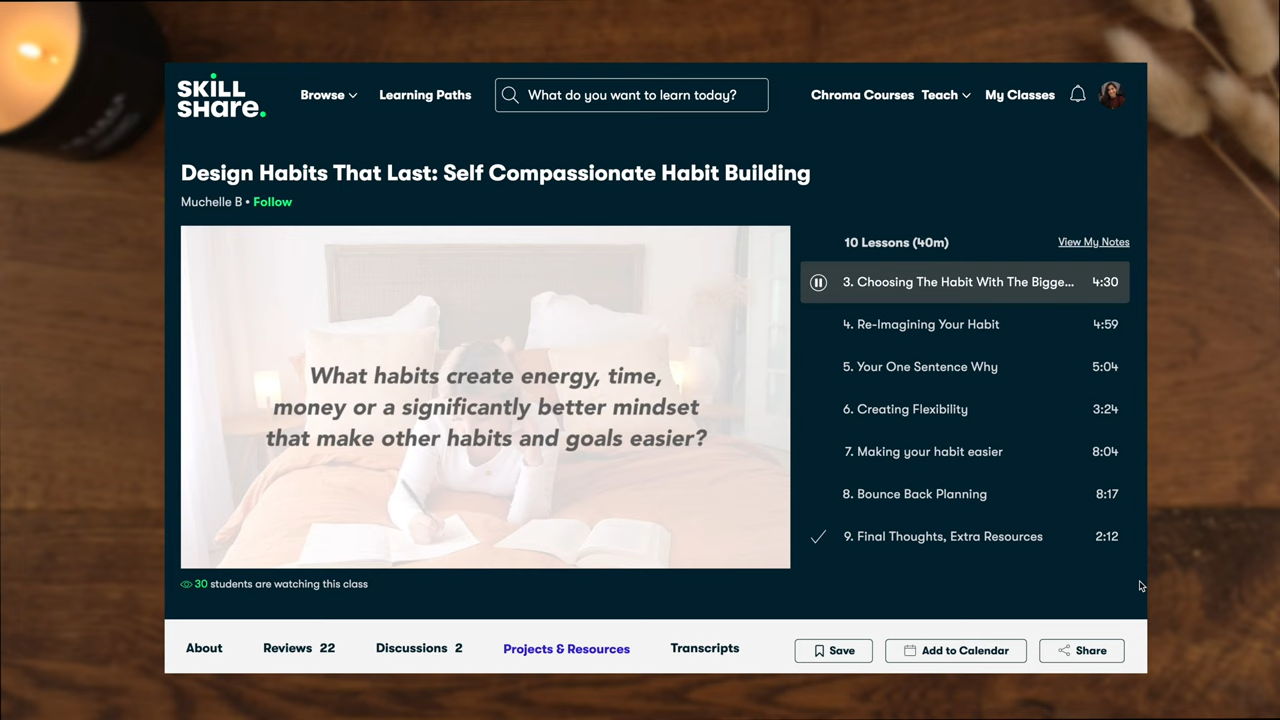 SKILL
SHARE.
Browse
Learning Paths
What do you want to learn today?
Chroma Courses
Teach
My Classes
Design Habits That Last: Self Compassionate Habit Building
Muchelle B • Follow
What habits create energy, time,
money or a significantly better mindset
that make other habits and goals easier?
10 Lessons (40m)
View My Notes
3. Choosing The Habit With The Bigge... 4:30
4. Re-Imagining Your Habit 4:59
5. Your One Sentence Why 5:04
6. Creating Flexibility 3:24
7. Making your habit easier 8:04
8. Bounce Back Planning 8:17
9. Final Thoughts, Extra Resources 2:12
30 students are watching this class
About
Reviews 22
Discussions 2
Projects & Resources
Transcripts
Save
Add to Calendar
Share